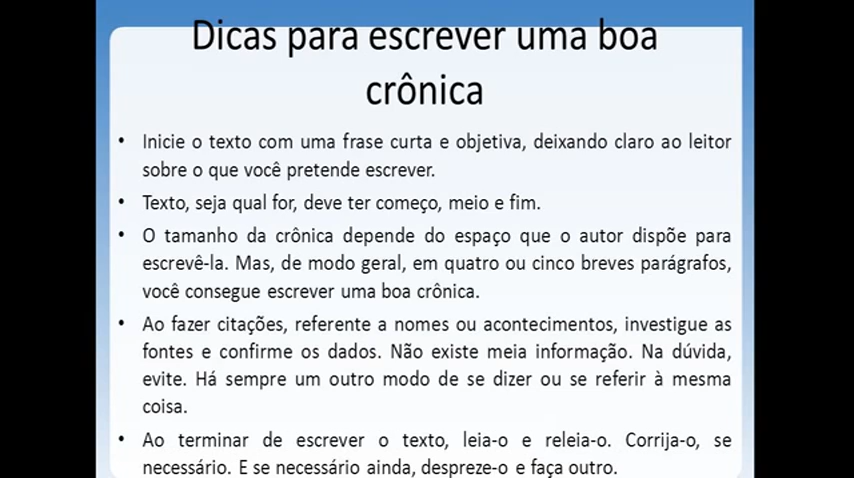 Dicas para escrever uma boa
crônica
• Inicie o texto com uma frase curta e objetiva, deixando claro ao leitor
sobre o que você pretende escrever.
• Texto, seja qual for, deve ter começo, meio e fim.
• O tamanho da crônica depende do espaço que o autor dispõe para
escrevê-la. Mas, de modo geral, em quatro ou cinco breves parágrafos,
você consegue escrever uma boa crônica.
• Ao fazer citações, referente a nomes ou acontecimentos, investigue as
fontes e confirme os dados. Não existe meia informação. Na dúvida,
evite. Há sempre um outro modo de se dizer ou se referir à mesma
coisa.
• Ao terminar de escrever o texto, leia-o e releia-o. Corrija-o, se
necessário. E se necessário ainda, despreze-o e faça outro.